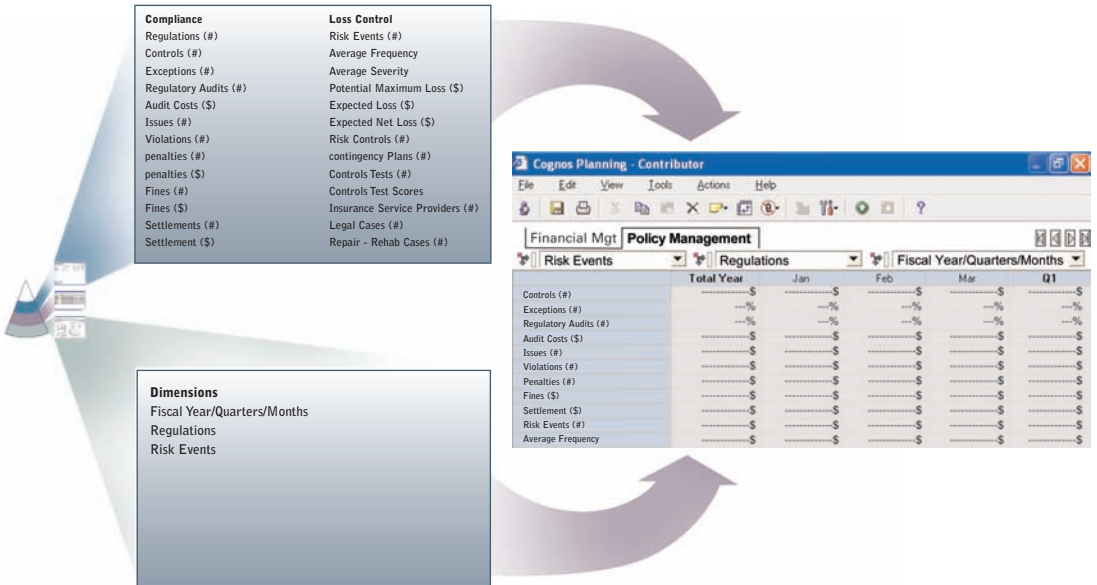 Compliance Loss Control
Regulations (#) Risk Events (#)
Controls (#) Average Frequency
Exceptions (#) Average Severity
Regulatory Audits (#) Potential Maximum Loss ($)
Audit Costs ($) Expected Loss ($)
Issues (#) Expected Net Loss ($)
Violations (#) Risk Controls (#)
penalties (#) contingency Plans (#)
penalties ($) Controls Tests (#)
Fines (#) Controls Test Scores
Fines ($) Insurance Service Providers (#)
Settlements (#) Legal Cases (#)
Settlement ($) Repair - Rehab Cases (#)
Dimensions
Fiscal Year/Quarters/Months
Regulations
Risk Events
Cognos Planning - Contributor
File Edit View Tools Actions Help
Financial Mgt Policy Management
Risk Events Regulations Fiscal Year/Quarters/Months
Total Year Jan Feb Mar Q1
Controls (#) ------------$ ------------$ ------------$ ------------$ ------------$
Exceptions (#) ---% ---% ---% ---% ---%
Regulatory Audits (#) ---% ---% ---% ---% ---%
Audit Costs ($) ------------$ ------------$ ------------$ ------------$ ------------$
Issues (#) ------------$ ------------$ ------------$ ------------$ ------------$
Violations (#) ------------$ ------------$ ------------$ ------------$ ------------$
Penalties (#) ------------$ ------------$ ------------$ ------------$ ------------$
Fines ($) ------------$ ------------$ ------------$ ------------$ ------------$
Settlement ($) ------------$ ------------$ ------------$ ------------$ ------------$
Risk Events (#) ------------$ ------------$ ------------$ ------------$ ------------$
Average Frequency ------------$ ------------$ ------------$ ------------$ ------------$